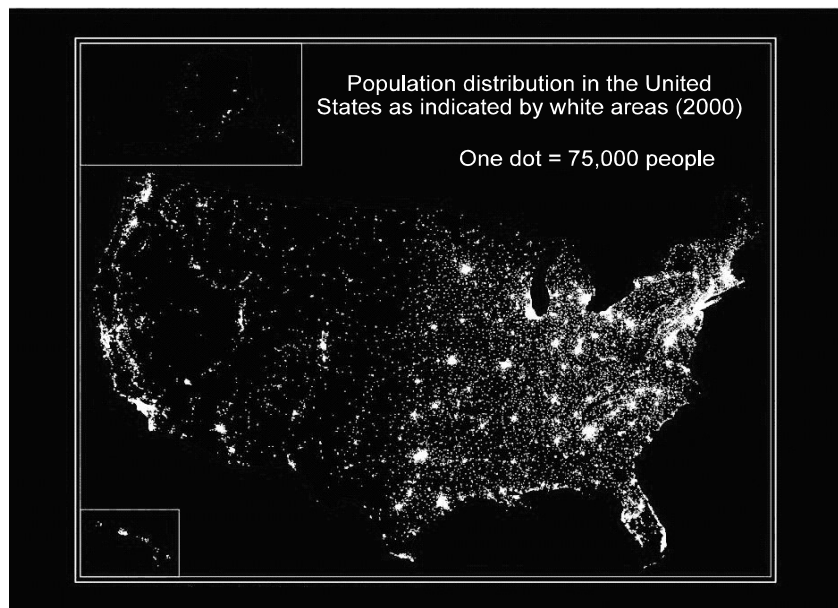 Population distribution in the United
States as indicated by white areas (2000)
One dot = 75,000 people